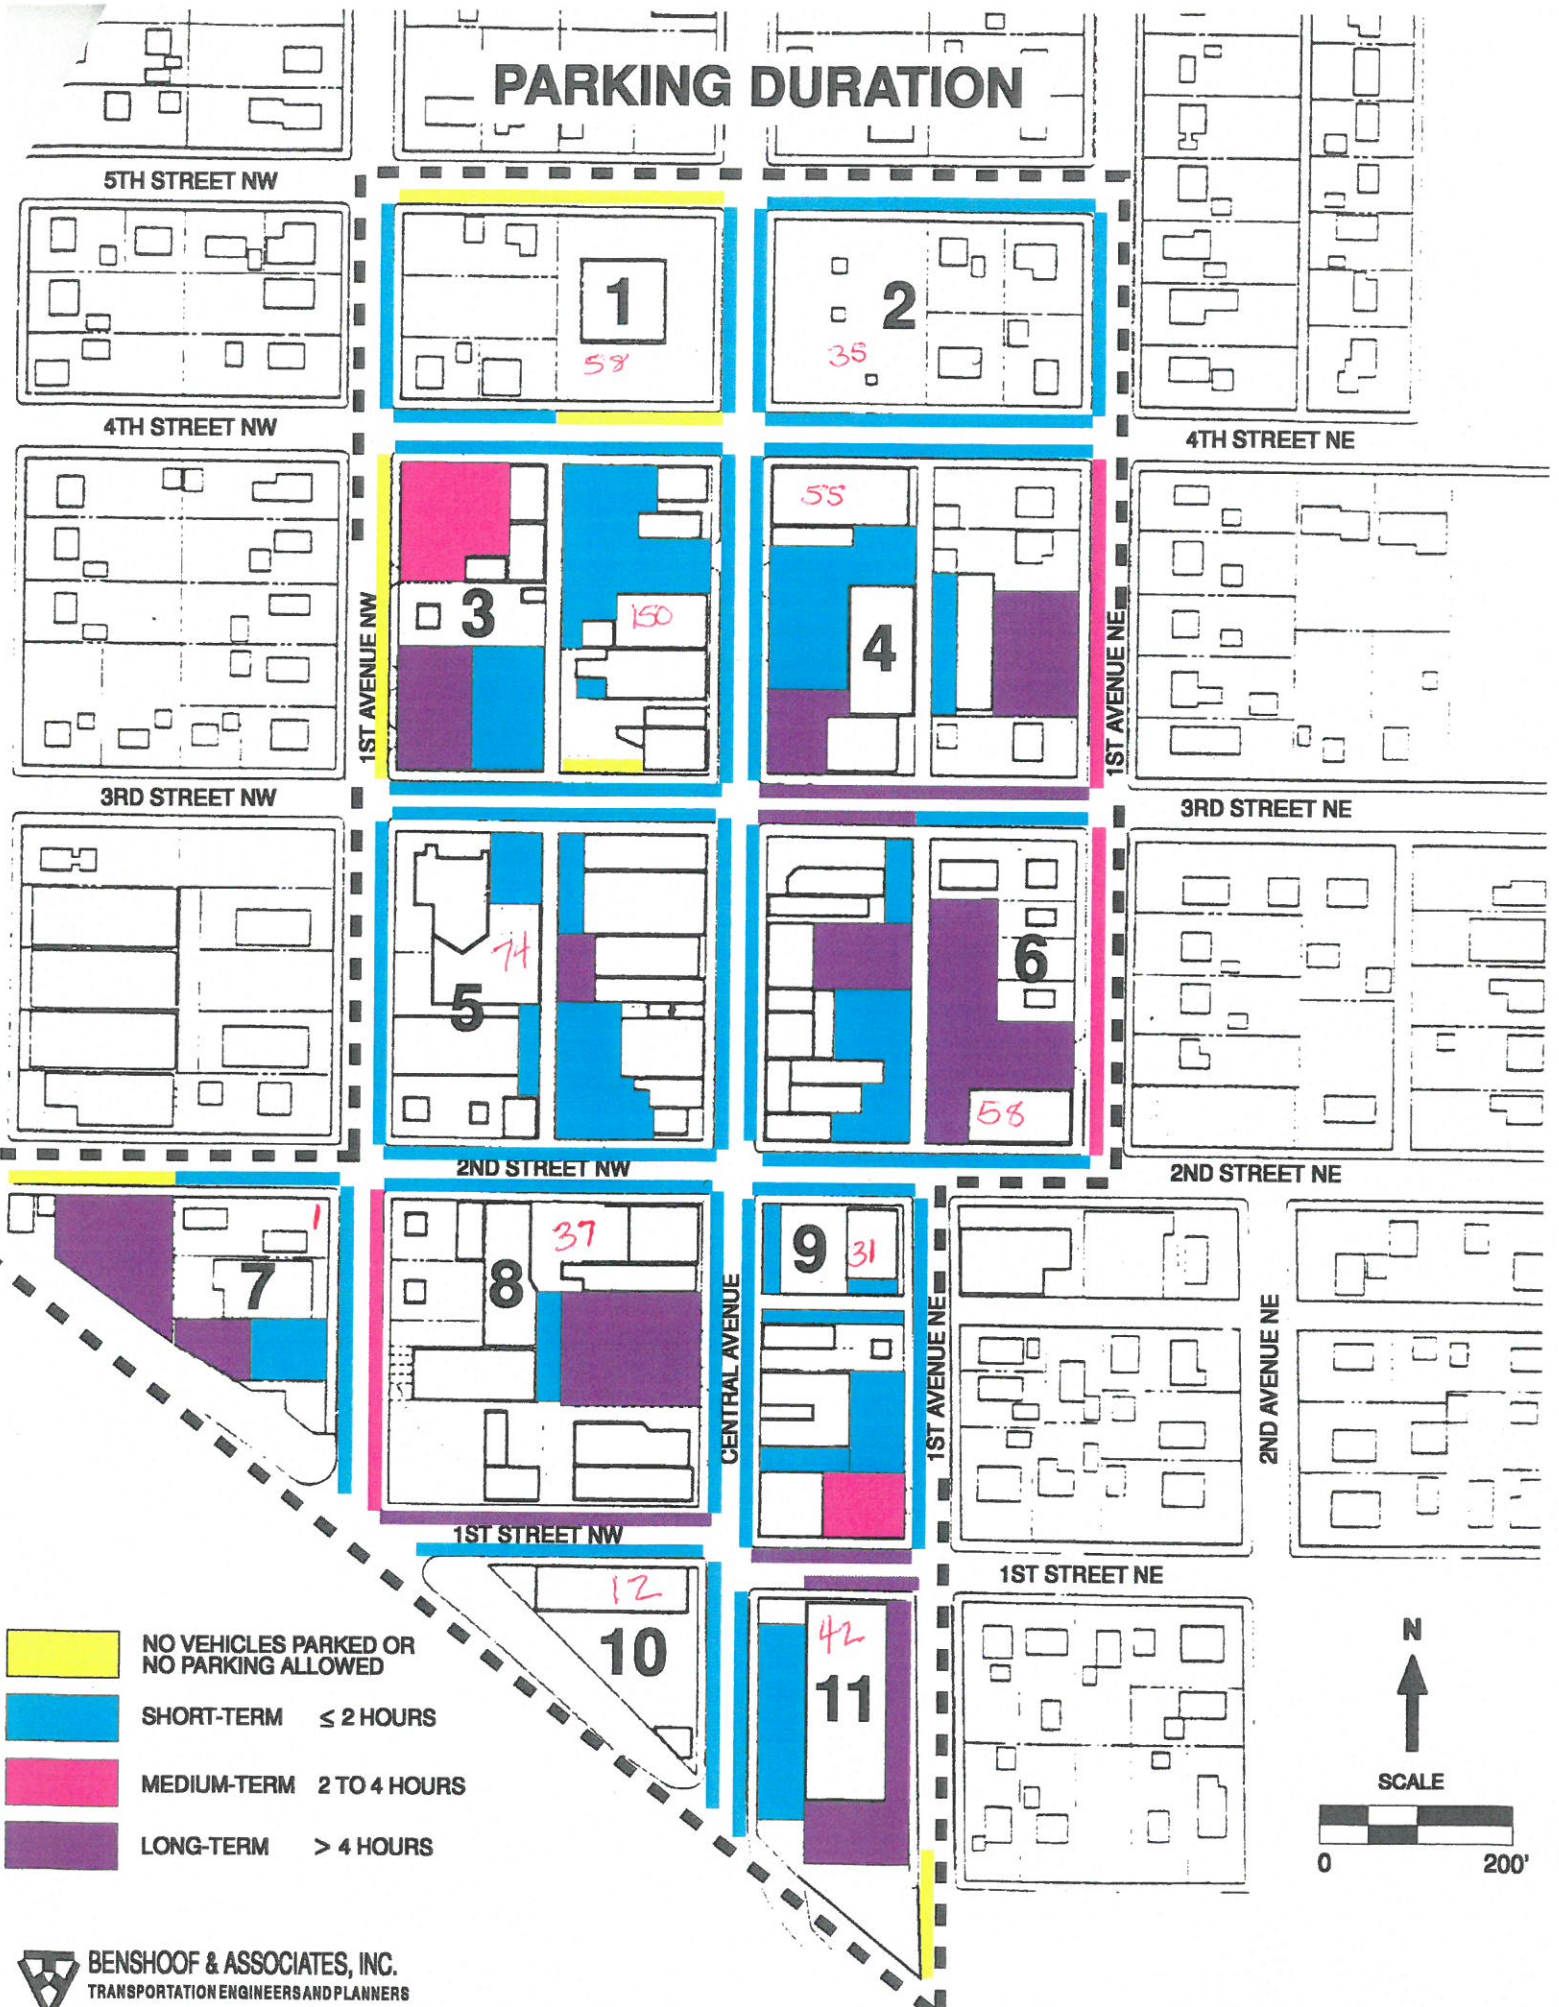 PARKING DURATION
5TH STREET NW
1
58
2
35
4TH STREET NW
4TH STREET NE
55
3
150
4
1ST AVENUE NW
1ST AVENUE NE
3RD STREET NW
3RD STREET NE
74
5
6
58
2ND STREET NW
2ND STREET NE
1
7
37
8
9
31
CENTRAL AVENUE
1ST AVENUE NE
2ND AVENUE NE
1ST STREET NW
1ST STREET NE
12
10
42
11
NO VEHICLES PARKED OR
NO PARKING ALLOWED
SHORT-TERM ≤ 2 HOURS
MEDIUM-TERM 2 TO 4 HOURS
LONG-TERM > 4 HOURS
N
SCALE
0 200'
BENSHOOF & ASSOCIATES, INC.
TRANSPORTATION ENGINEERS AND PLANNERS